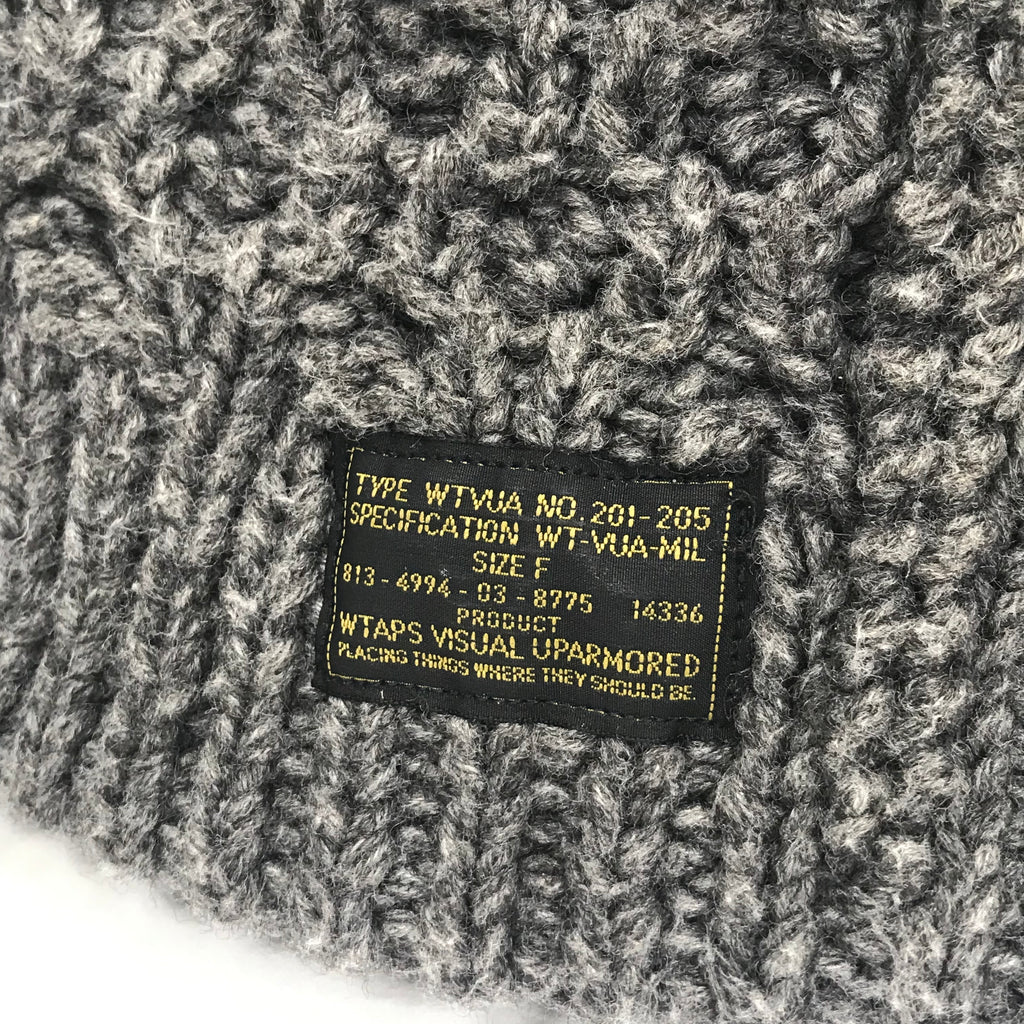 TYPE WTVUA NO. 201-205
SPECIFICATION WT-VUA-MIL
SIZE F
813-4994-03-8775 14336
PRODUCT
WTAPS VISUAL UPARMORED
PLACING THINGS WHERE THEY SHOULD BE.